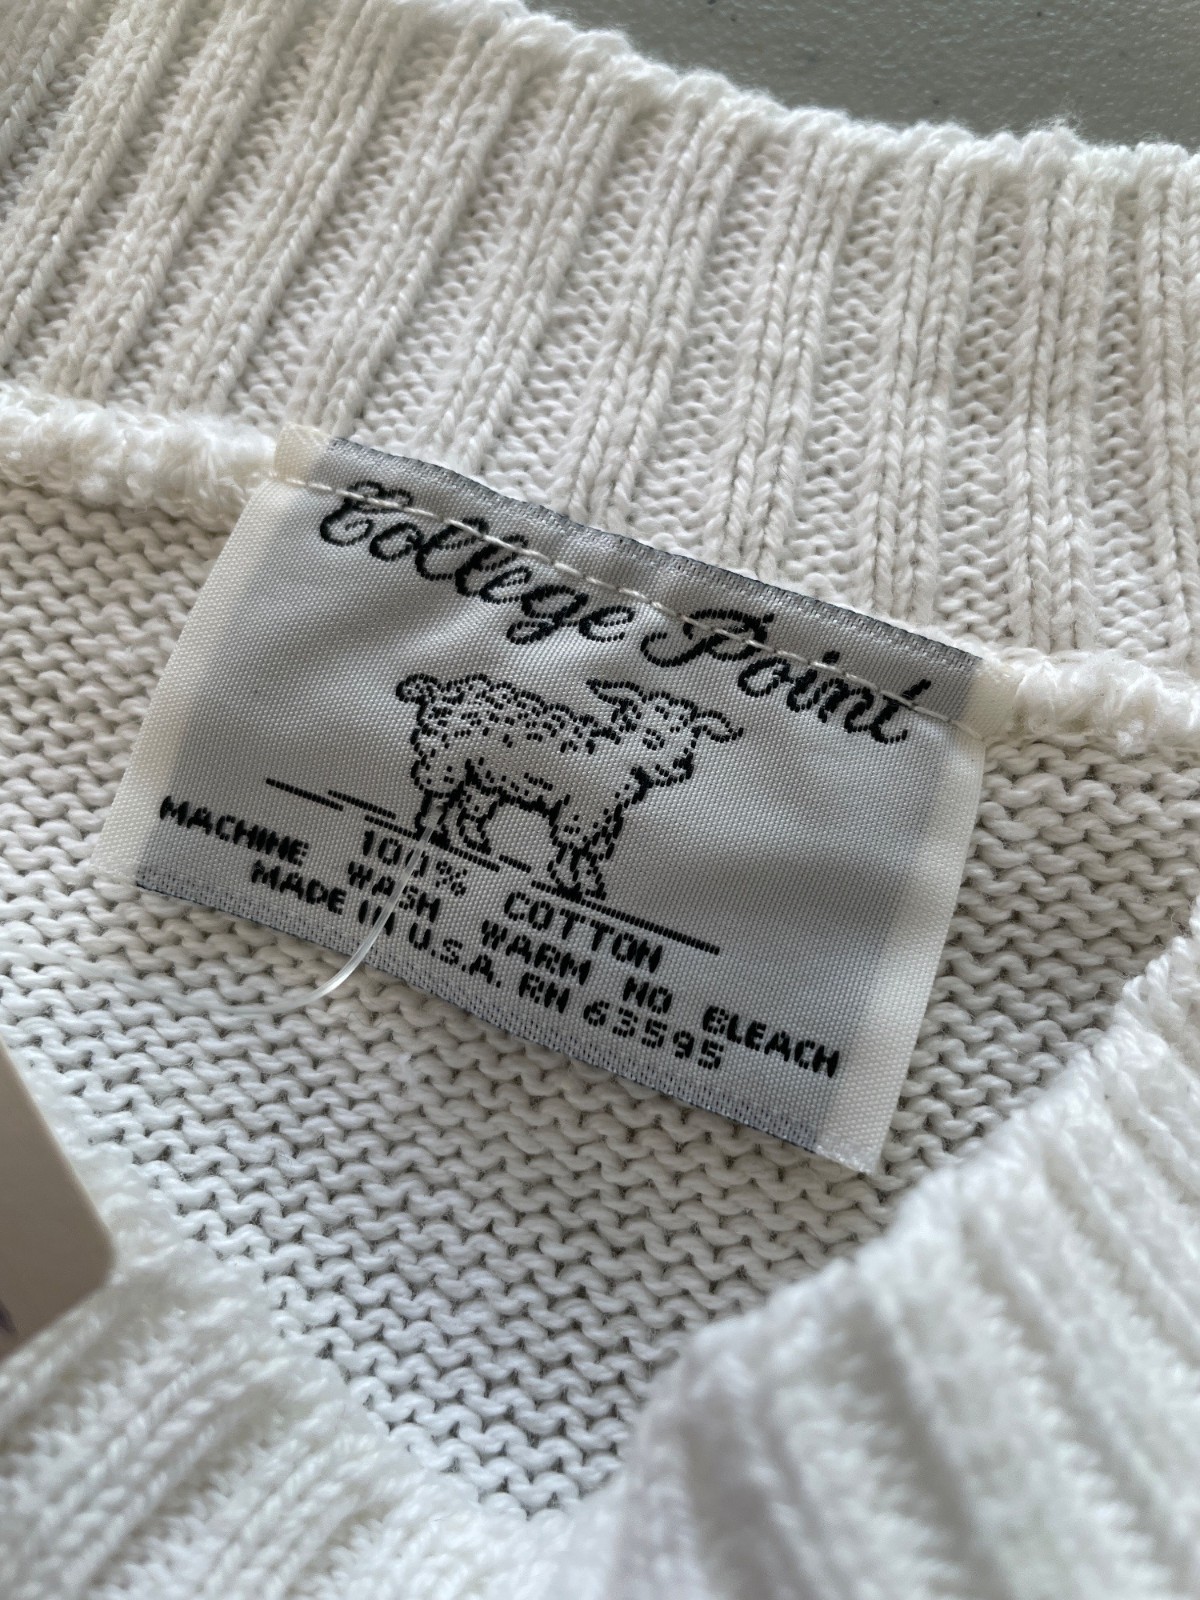 College Point
100% COTTON
MACHINE WASH WARM NO BLEACH
MADE IN U.S.A. RN 63595